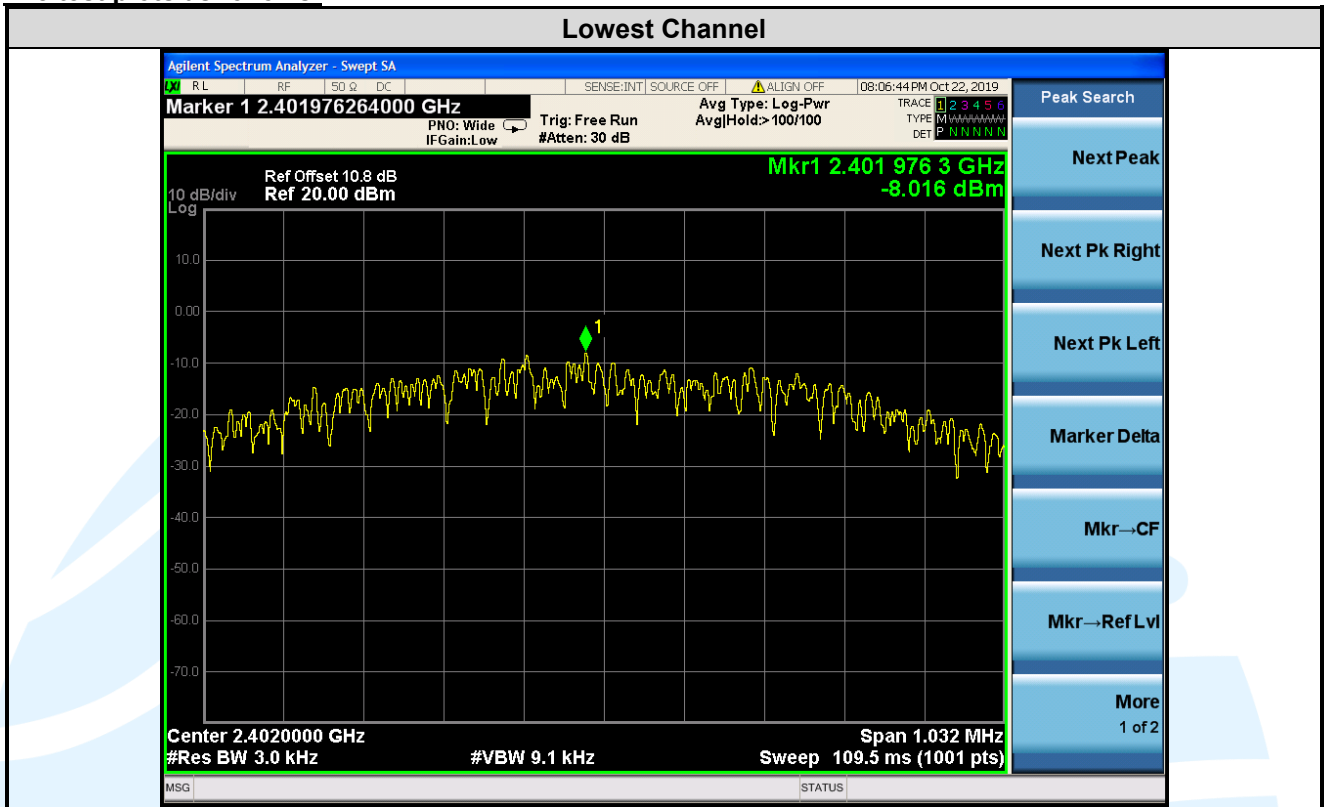 Lowest Channel
Agilent Spectrum Analyzer - Swept SA
LXI RL RF 50 Ω DC SENSE:INT SOURCE OFF ALIGN OFF 08:06:44 PM Oct 22, 2019
Marker 1 2.401976264000 GHz
PNO: Wide
IFGain:Low
Trig: Free Run
#Atten: 30 dB
Avg Type: Log-Pwr
Avg|Hold:>100/100
TRACE 1 2 3 4 5 6
TYPE M
DET P N N N N N
Peak Search
Mkr1 2.401 976 3 GHz
-8.016 dBm
Ref Offset 10.8 dB
10 dB/div Ref 20.00 dBm
Log
10.0
0.00
-10.0
-20.0
-30.0
-40.0
-50.0
-60.0
-70.0
1
Center 2.4020000 GHz Span 1.032 MHz
#Res BW 3.0 kHz #VBW 9.1 kHz Sweep 109.5 ms (1001 pts)
MSG STATUS
Next Peak
Next Pk Right
Next Pk Left
Marker Delta
Mkr→CF
Mkr→Ref Lvl
More
1 of 2